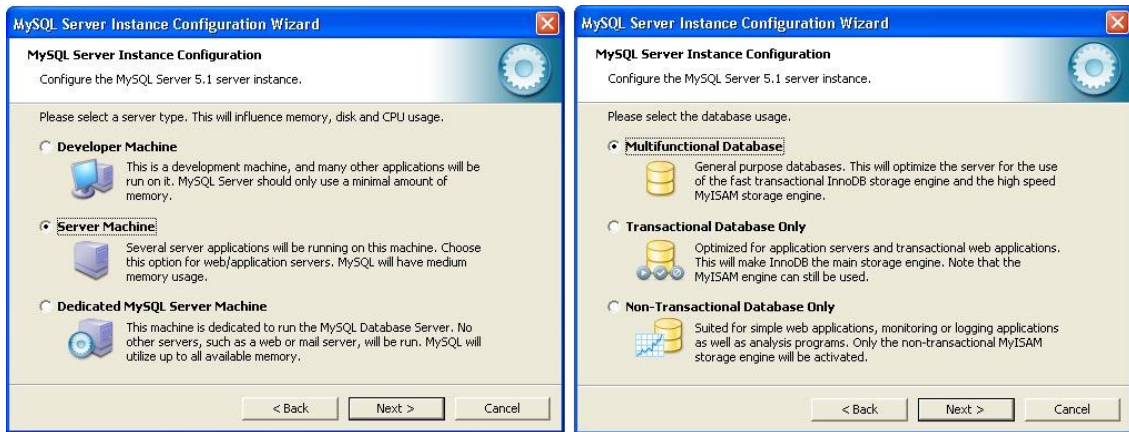 MySQL Server Instance Configuration Wizard
MySQL Server Instance Configuration
Configure the MySQL Server 5.1 server instance.
Please select a server type. This will influence memory, disk and CPU usage.
Developer Machine
This is a development machine, and many other applications will be
run on it. MySQL Server should only use a minimal amount of
memory.
Server Machine
Several server applications will be running on this machine. Choose
this option for web/application servers. MySQL will have medium
memory usage.
Dedicated MySQL Server Machine
This machine is dedicated to run the MySQL Database Server. No
other servers, such as a web or mail server, will be run. MySQL will
utilize up to all available memory.
< Back Next > Cancel
MySQL Server Instance Configuration Wizard
MySQL Server Instance Configuration
Configure the MySQL Server 5.1 server instance.
Please select the database usage.
Multifunctional Database
General purpose databases. This will optimize the server for the use
of the fast transactional InnoDB storage engine and the high speed
MyISAM storage engine.
Transactional Database Only
Optimized for application servers and transactional web applications.
This will make InnoDB the main storage engine. Note that the
MyISAM engine can still be used.
Non-Transactional Database Only
Suited for simple web applications, monitoring or logging applications
as well as analysis programs. Only the non-transactional MyISAM
storage engine will be activated.
< Back Next > Cancel